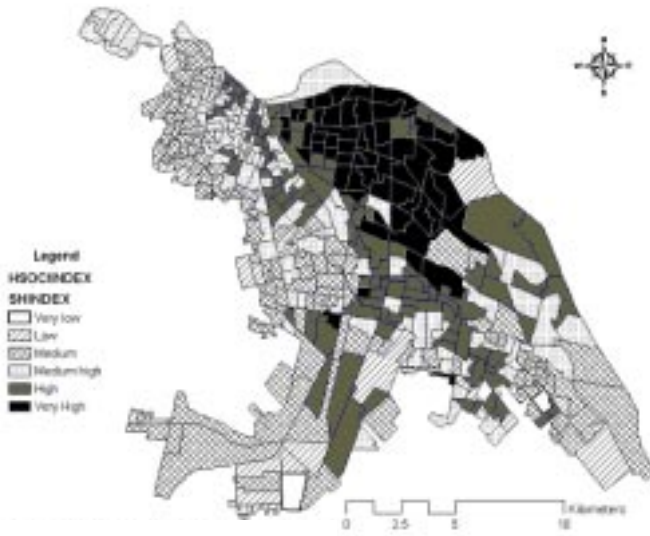 Legend
HSOCIINDEX
SHINDEX
Very low
Low
Medium
Medium high
High
Very High
Kilometers
0 2.5 5 10